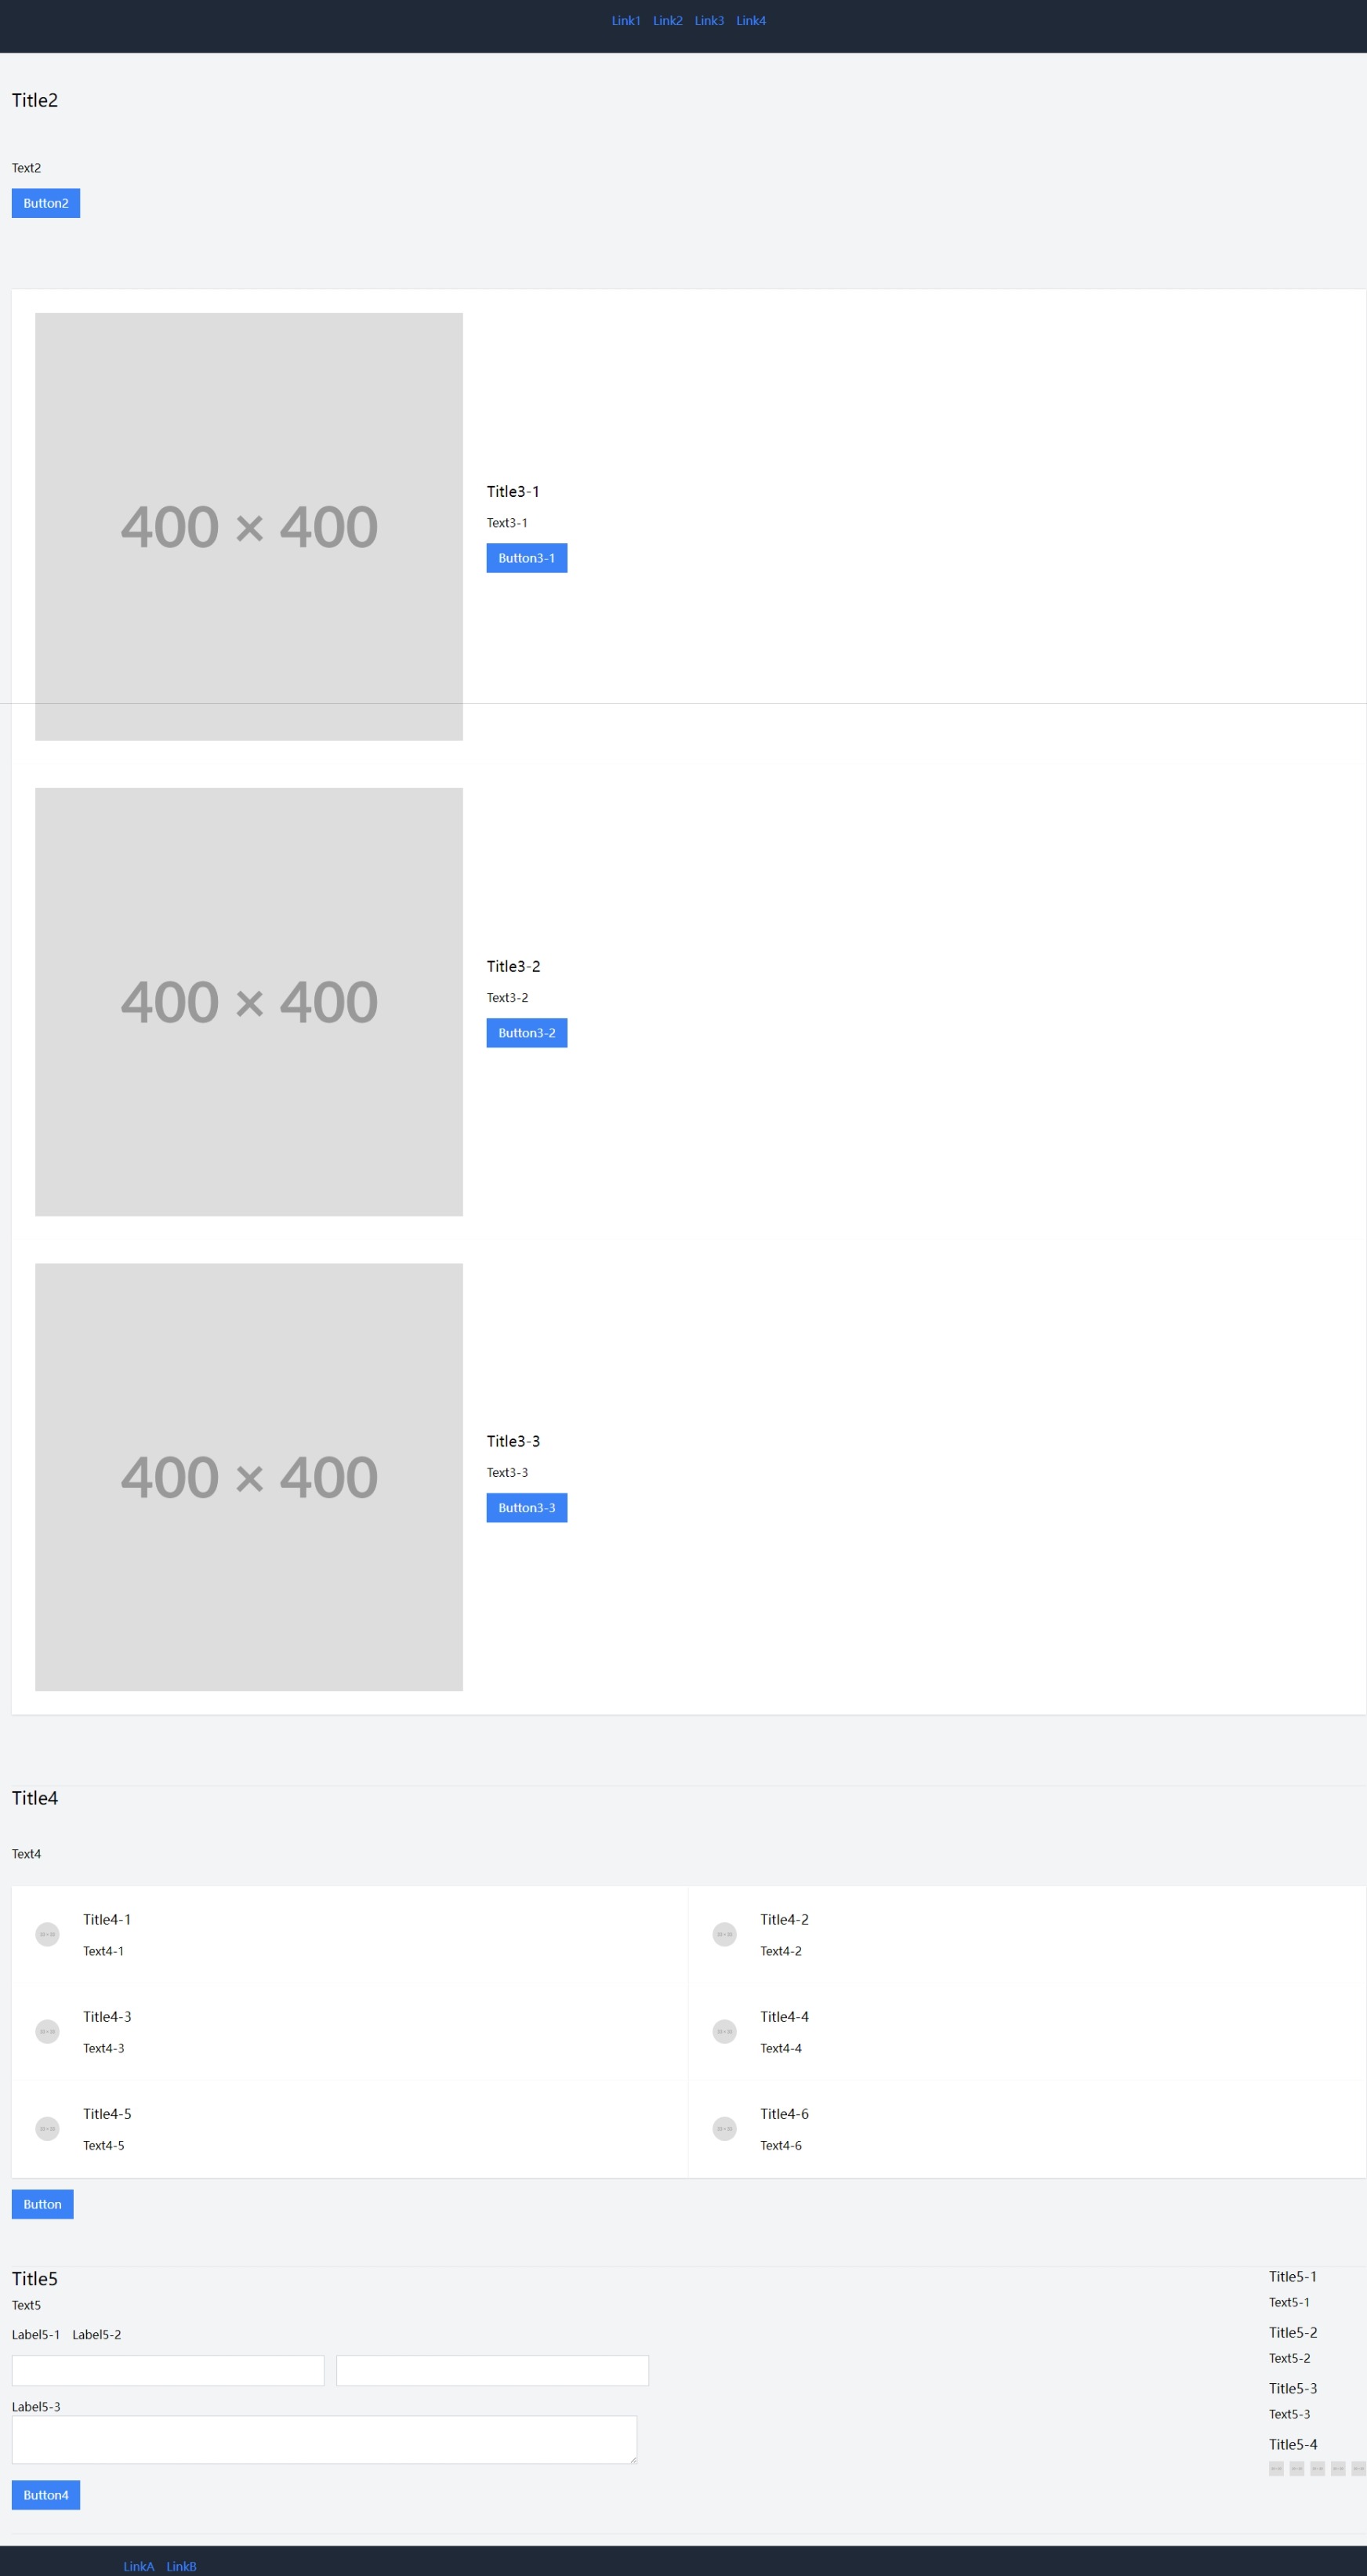 Link1 Link2 Link3 Link4
Title2
Text2
Button2
400 × 400
Title3-1
Text3-1
Button3-1
400 × 400
Title3-2
Text3-2
Button3-2
400 × 400
Title3-3
Text3-3
Button3-3
Title4
Text4
Title4-1
Text4-1
Title4-2
Text4-2
Title4-3
Text4-3
Title4-4
Text4-4
Title4-5
Text4-5
Title4-6
Text4-6
Button
Title5
Text5
Label5-1 Label5-2
Label5-3
Button4
Title5-1
Text5-1
Title5-2
Text5-2
Title5-3
Text5-3
Title5-4
LinkA LinkB